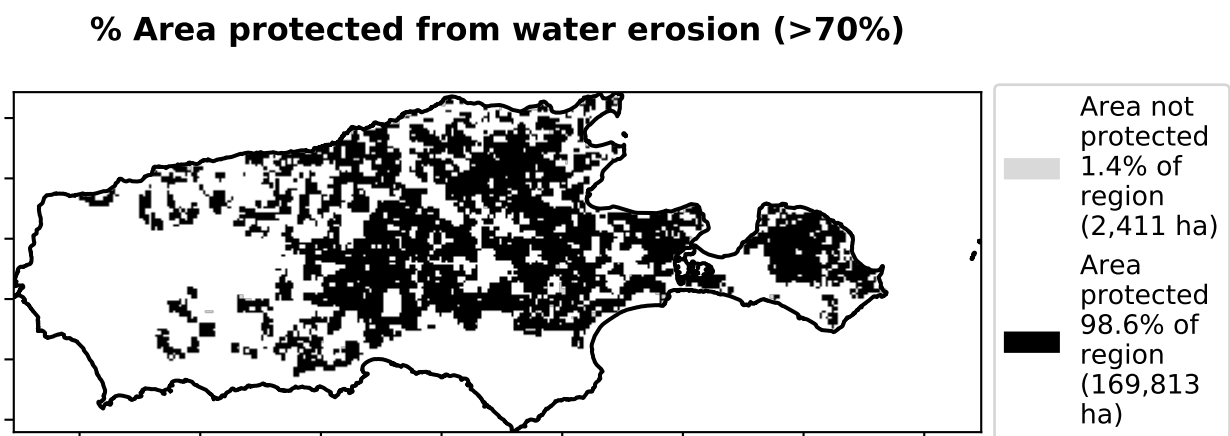 % Area protected from water erosion (>70%)
Area not
protected
1.4% of
region
(2,411 ha)
Area
protected
98.6% of
region
(169,813
ha)